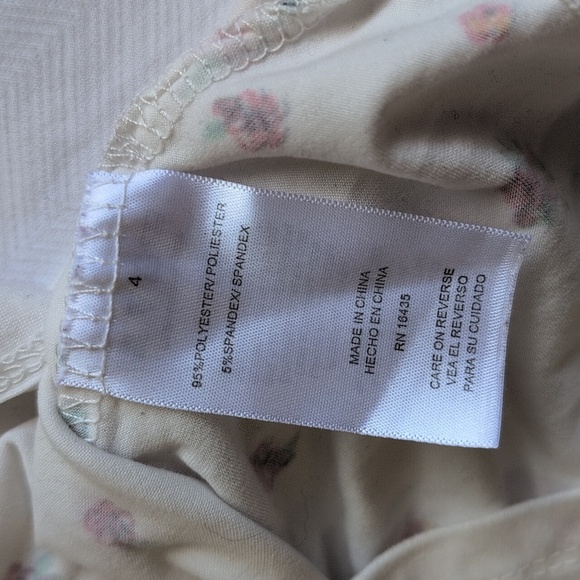 4
95%POLYESTER/ POLIESTER
5%SPANDEX/ SPANDEX
MADE IN CHINA
HECHO EN CHINA
RN 16435
CARE ON REVERSE
VEA EL REVERSO
PARA SU CUIDADO